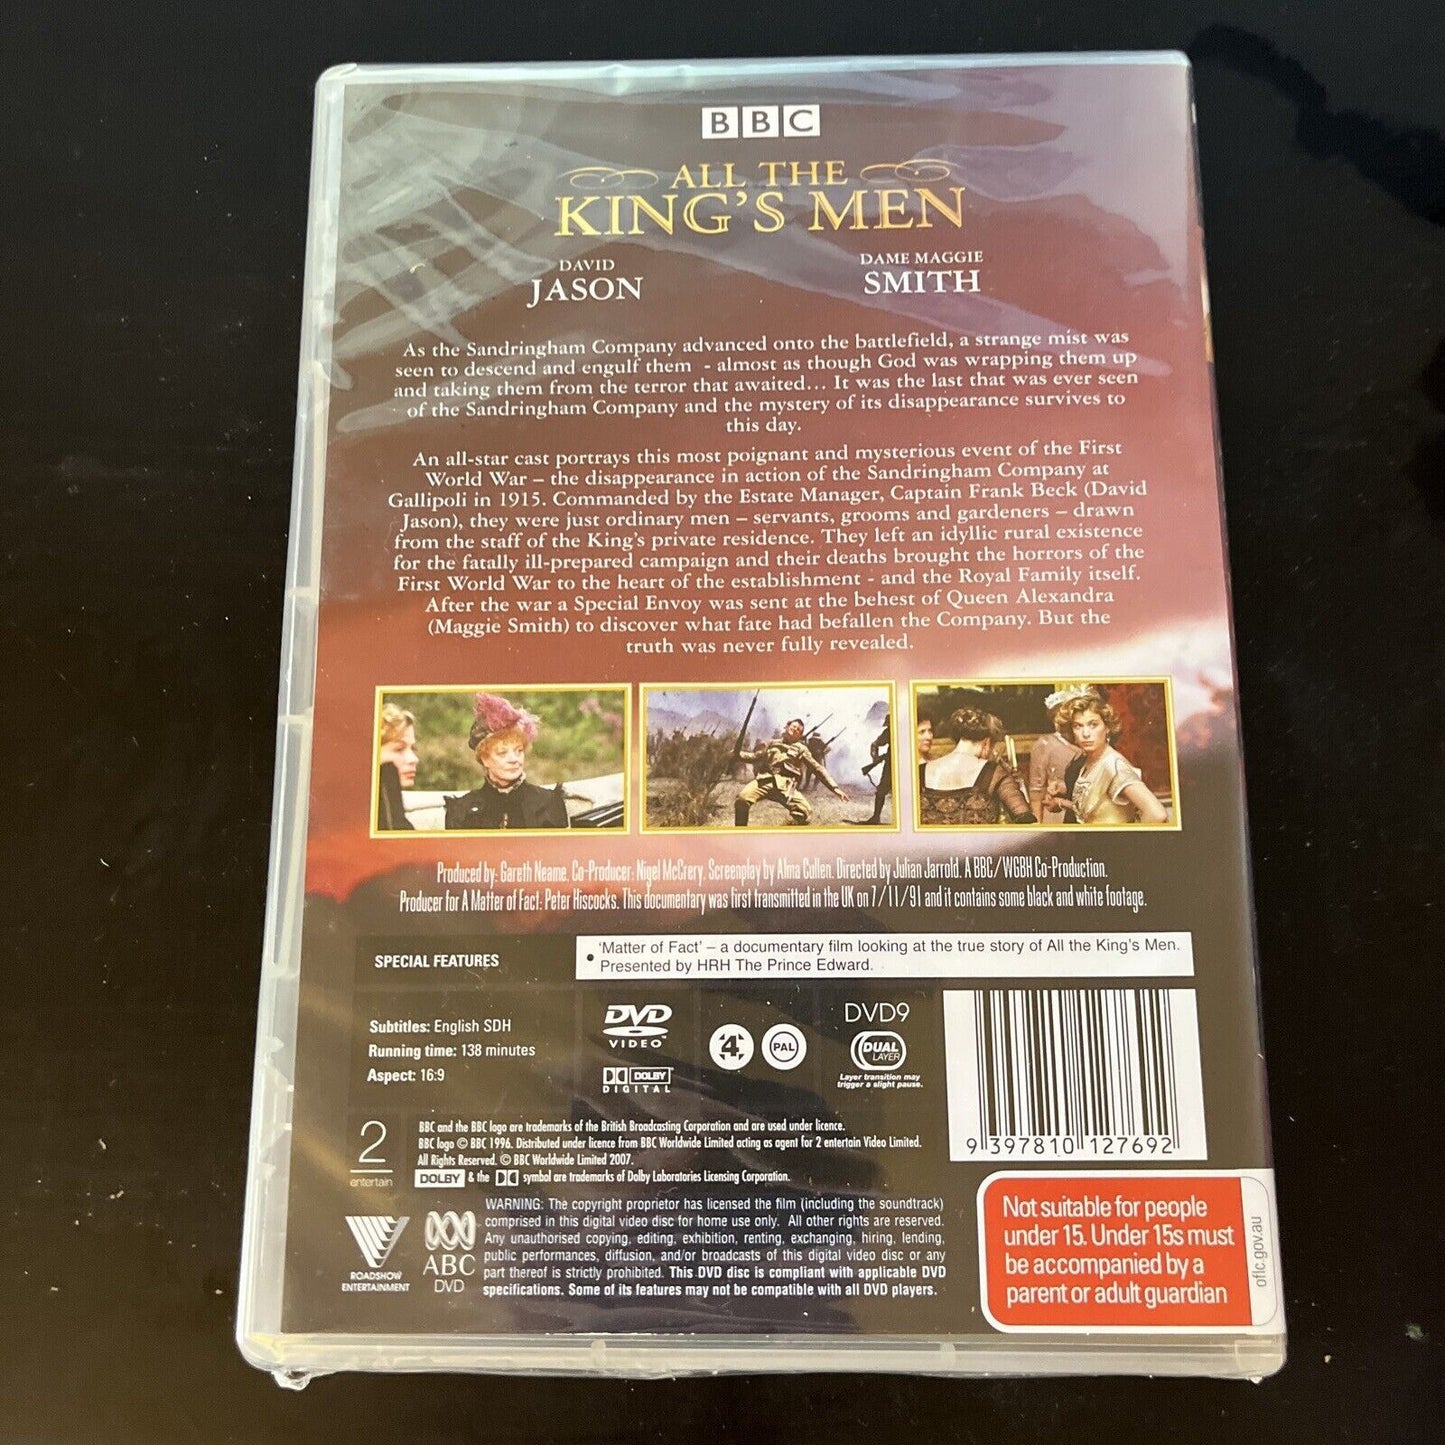 BBC
ALL THE
KING'S MEN
DAVID
JASON
DAME MAGGIE
SMITH
As the Sandringham Company advanced onto the battlefield, a strange mist was
seen to descend and engulf them - almost as though God was wrapping them up
and taking them from the terror that awaited... It was the last that was ever seen
of the Sandringham Company and the mystery of its disappearance survives to
this day.
An all-star cast portrays this most poignant and mysterious event of the First
World War – the disappearance in action of the Sandringham Company at
Gallipoli in 1915. Commanded by the Estate Manager, Captain Frank Beck (David
Jason), they were just ordinary men – servants, grooms and gardeners – drawn
from the staff of the King's private residence. They left an idyllic rural existence
for the fatally ill-prepared campaign and their deaths brought the horrors of the
First World War to the heart of the establishment - and the Royal Family itself.
After the war a Special Envoy was sent at the behest of Queen Alexandra
(Maggie Smith) to discover what fate had befallen the Company. But the
truth was never fully revealed.
Produced by: Gareth Neame. Co-Producer: Nigel McCrery. Screenplay by Alma Cullen. Directed by Julian Jarrold. A BBC/WGBH Co-Production.
Producer for A Matter of Fact: Peter Hiscocks. This documentary was first transmitted in the UK on 7/11/91 and it contains some black and white footage.
SPECIAL FEATURES
• 'Matter of Fact' – a documentary film looking at the true story of All the King's Men.
Presented by HRH The Prince Edward.
Subtitles: English SDH
Running time: 138 minutes
Aspect: 16:9
DVD
VIDEO™
DOLBY
DIGITAL
4
PAL
DVD9
DUAL
LAYER
Layer transition may
trigger a slight pause.
9 397810 127692
2
entertain
BBC and the BBC logo are trademarks of the British Broadcasting Corporation and are used under licence.
BBC logo © BBC 1996. Distributed under licence from BBC Worldwide Limited acting as agent for 2 entertain Video Limited.
All Rights Reserved. © BBC Worldwide Limited 2007.
DOLBY & the symbol are trademarks of Dolby Laboratories Licensing Corporation.
ROADSHOW
ENTERTAINMENT
ABC
DVD
WARNING: The copyright proprietor has licensed the film (including the soundtrack)
comprised in this digital video disc for home use only. All other rights are reserved.
Any unauthorised copying, editing, exhibition, renting, exchanging, hiring, lending,
public performances, diffusion, and/or broadcasts of this digital video disc or any
part thereof is strictly prohibited. This DVD disc is compliant with applicable DVD
specifications. Some of its features may not be compatible with all DVD players.
Not suitable for people
under 15. Under 15s must
be accompanied by a
parent or adult guardian
oflc.gov.au